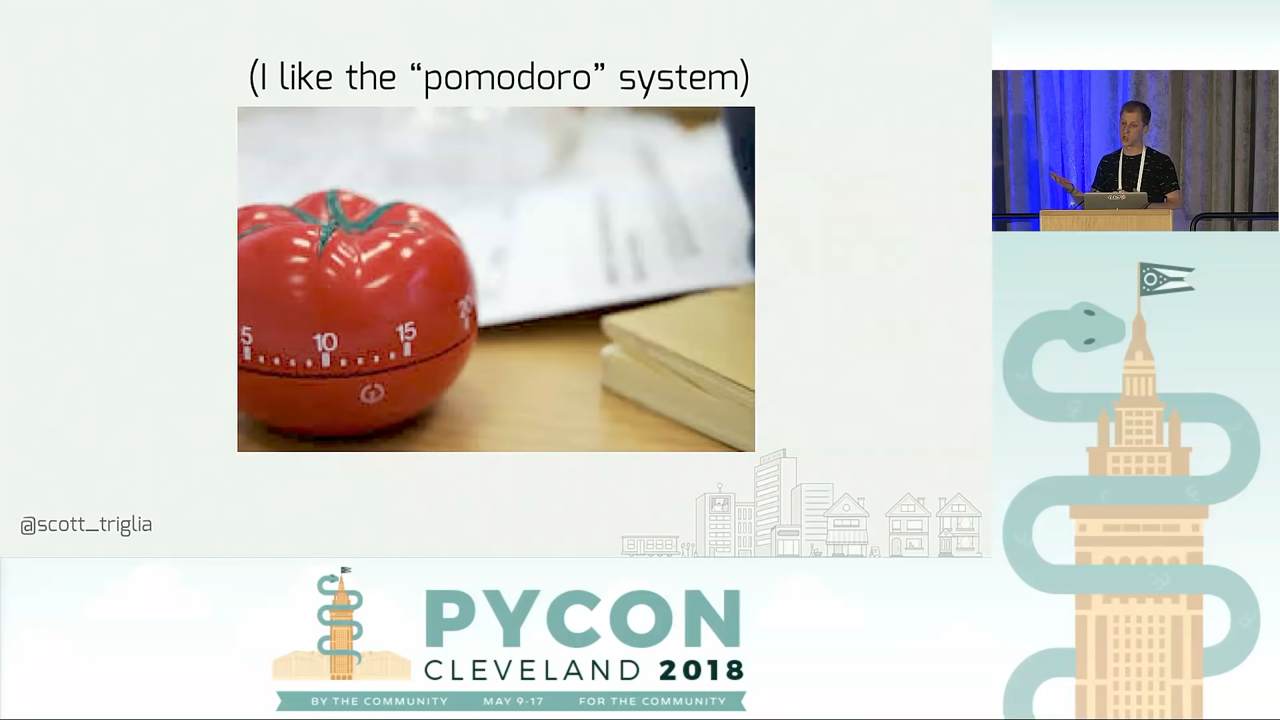 (I like the “pomodoro” system)
5
10
15
20
@scott_triglia
PYCON
CLEVELAND 2018
BY THE COMMUNITY MAY 9-17 FOR THE COMMUNITY